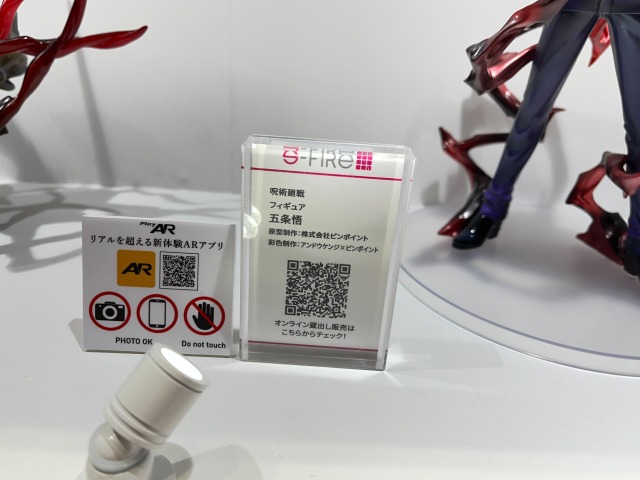 PlayAR
リアルを超える新体験ARアプリ
AR
PHOTO OK
Do not touch
S-FIRE
呪術廻戦
フィギュア
五条悟
原型制作：株式会社ピンポイント
彩色制作：アンドウケンジ×ピンポイント
オンライン蔵出し販売は
こちらからチェック！